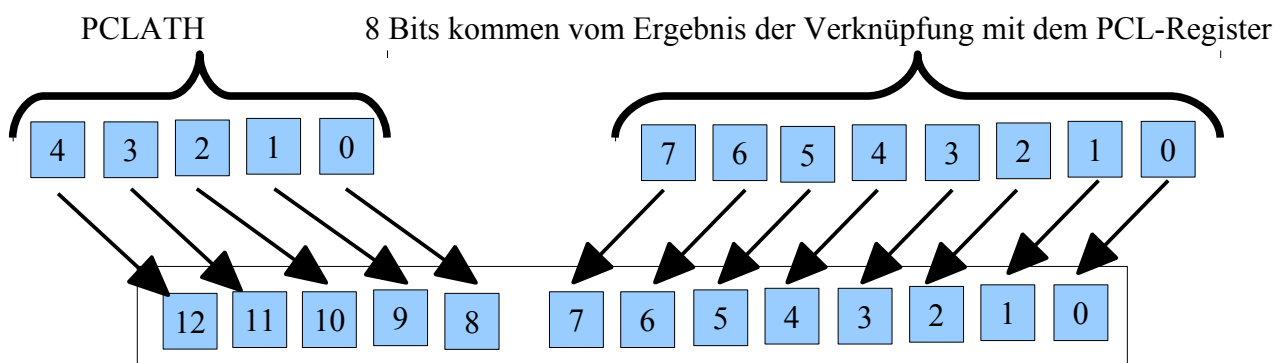 PCLATH 8 Bits kommen vom Ergebnis der Verknüpfung mit dem PCL-Register
4 3 2 1 0 7 6 5 4 3 2 1 0
12 11 10 9 8 7 6 5 4 3 2 1 0